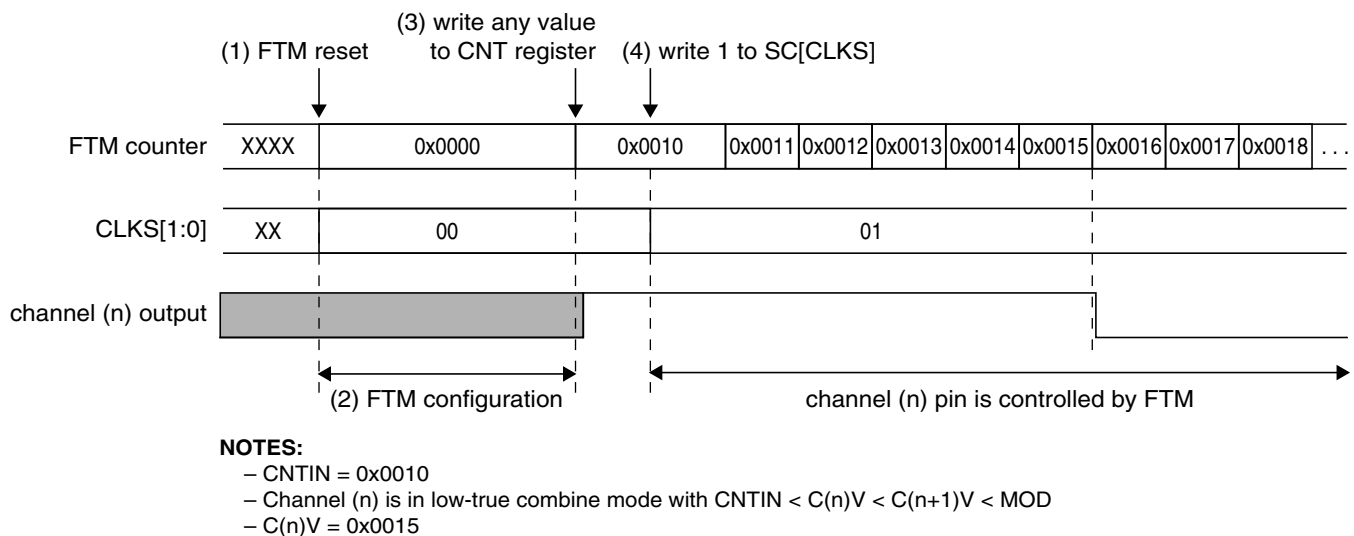 (3) write any value
(1) FTM reset to CNT register (4) write 1 to SC[CLKS]
FTM counter XXXX 0x0000 0x0010 0x0011 0x0012 0x0013 0x0014 0x0015 0x0016 0x0017 0x0018 . . .
CLKS[1:0] XX 00 01
channel (n) output
(2) FTM configuration channel (n) pin is controlled by FTM
NOTES:
– CNTIN = 0x0010
– Channel (n) is in low-true combine mode with CNTIN < C(n)V < C(n+1)V < MOD
– C(n)V = 0x0015